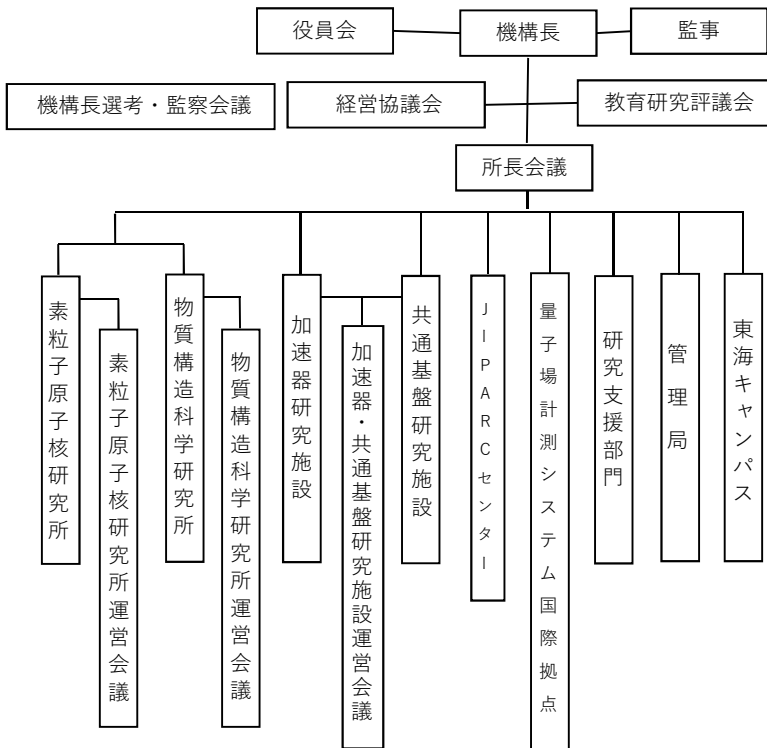 役員会
機構長
監事
機構長選考・監察会議
経営協議会
教育研究評議会
所長会議
素粒子原子核研究所
素粒子原子核研究所運営会議
物質構造科学研究所
物質構造科学研究所運営会議
加速器研究施設
加速器・共通基盤研究施設運営会議
共通基盤研究施設
J｜PARCセンター
量子場計測システム国際拠点
研究支援部門
管理局
東海キャンパス